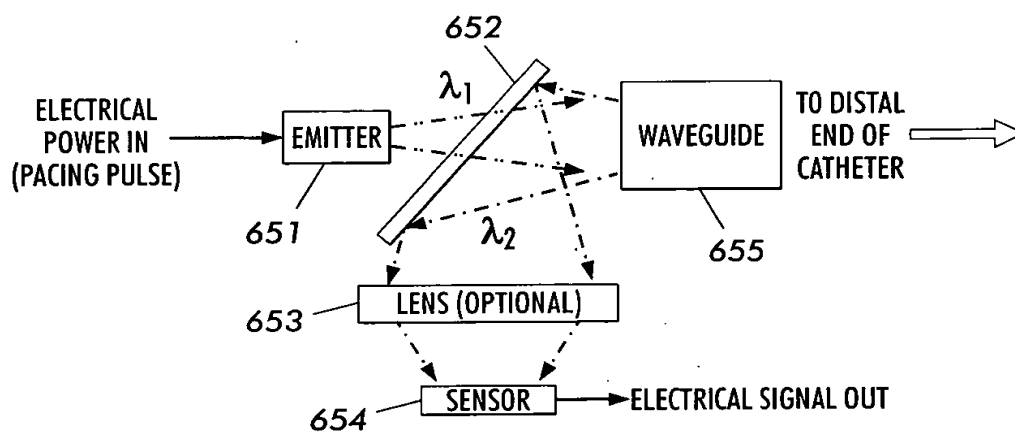 652
λ1
ELECTRICAL
POWER IN
(PACING PULSE)
EMITTER
651
WAVEGUIDE
655
TO DISTAL
END OF
CATHETER
λ2
LENS (OPTIONAL)
653
SENSOR
654
ELECTRICAL SIGNAL OUT